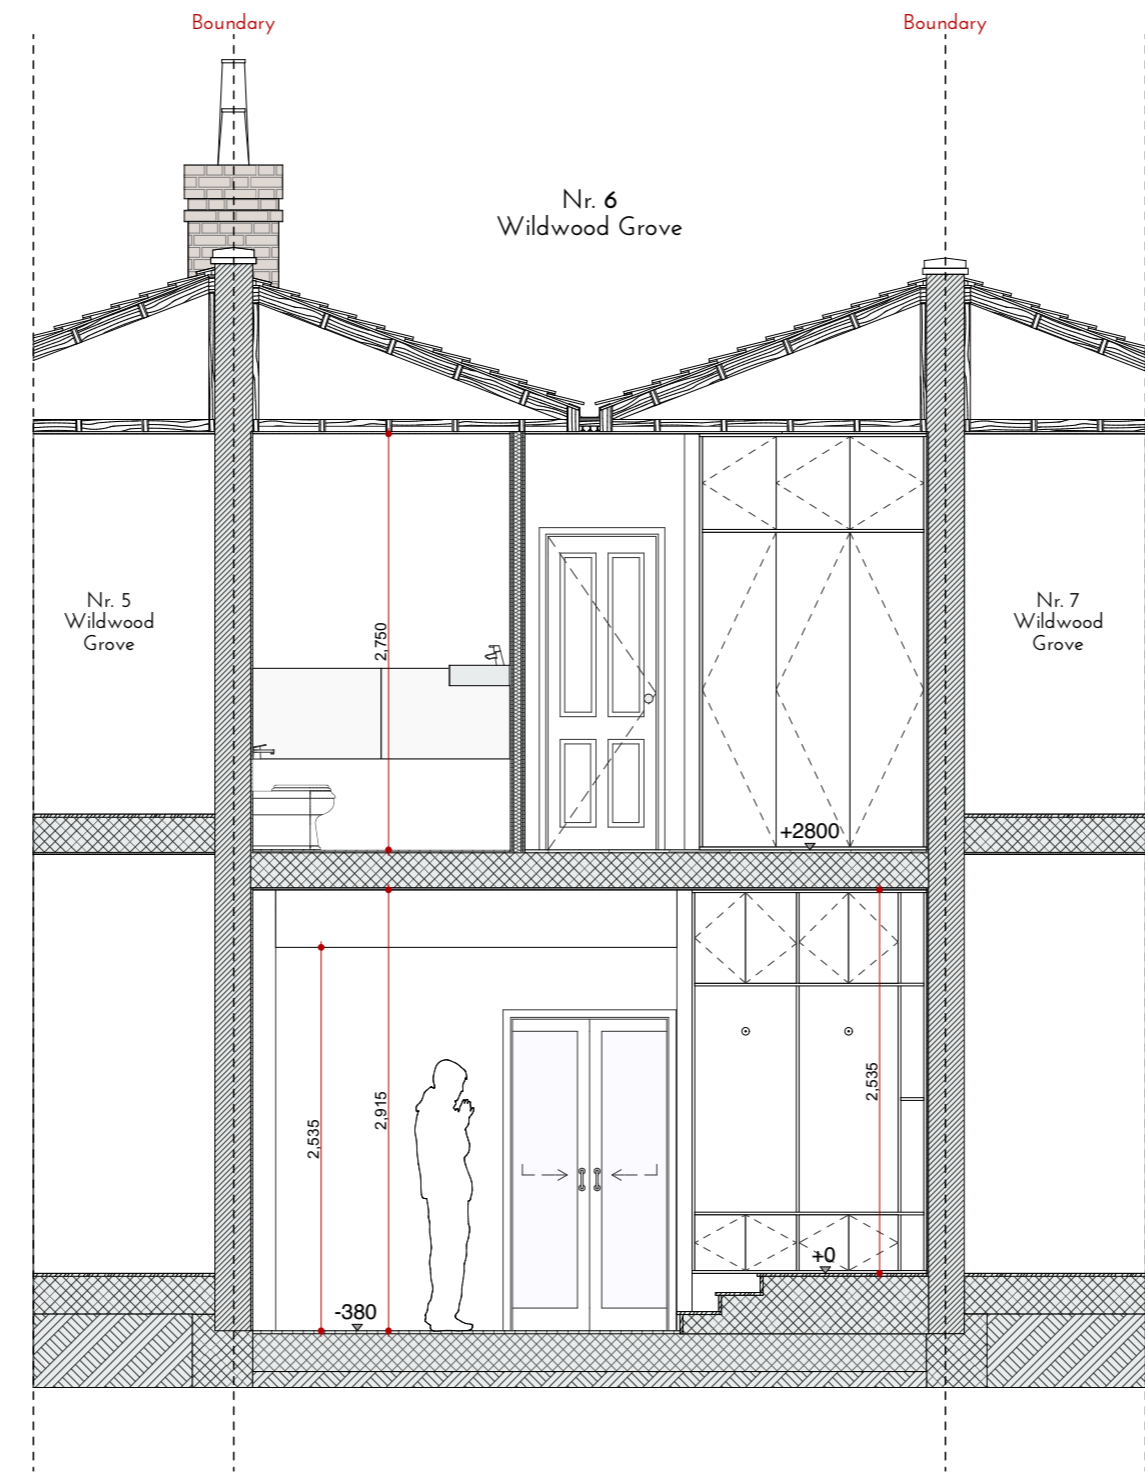 Boundary
Boundary
Nr. 6
Wildwood Grove
Nr. 5
Wildwood
Grove
Nr. 7
Wildwood
Grove
2,750
+2800
2,535
2,915
2,535
+0
-380